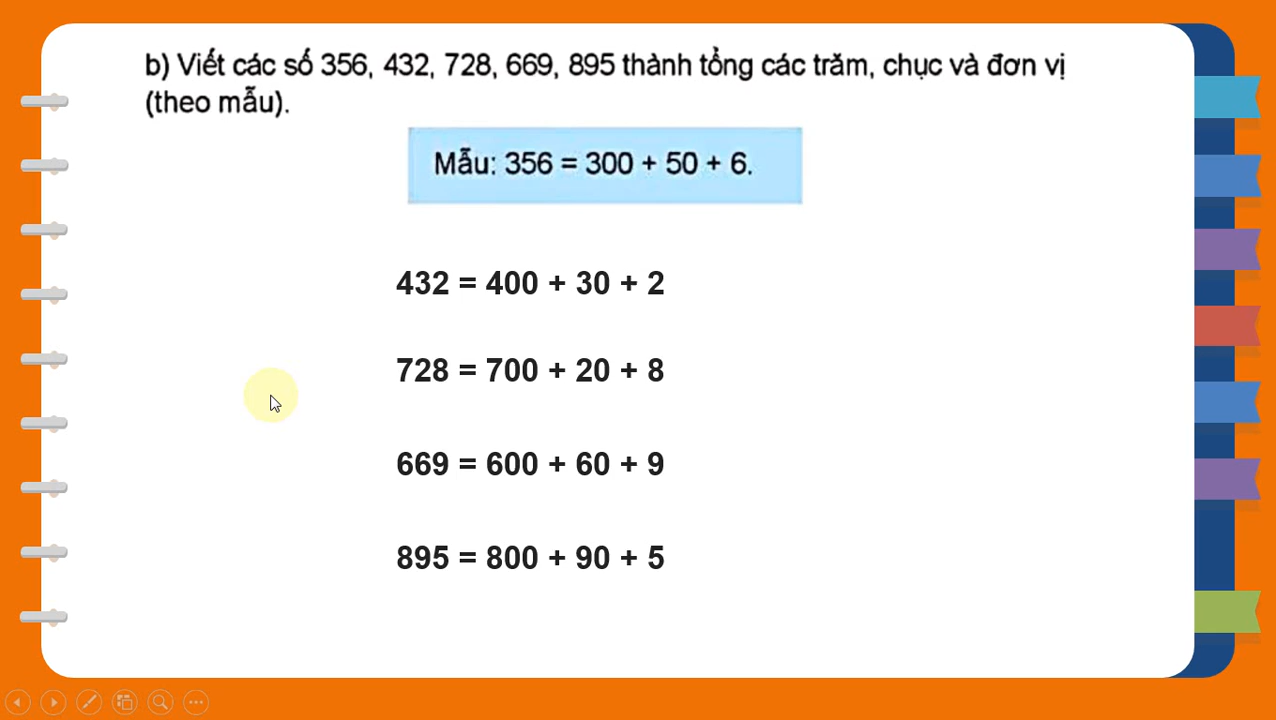 b) Viết các số 356, 432, 728, 669, 895 thành tổng các trăm, chục và đơn vị
(theo mẫu).
Mẫu: 356 = 300 + 50 + 6.
432 = 400 + 30 + 2
728 = 700 + 20 + 8
669 = 600 + 60 + 9
895 = 800 + 90 + 5